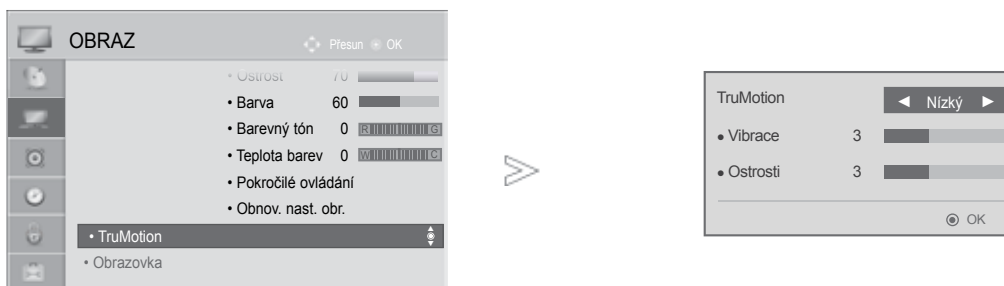 OBRAZ Přesun OK
• Ostrost 70
• Barva 60
• Barevný tón 0 R G
• Teplota barev 0 W C
• Pokročilé ovládání
• Obnov. nast. obr.
• TruMotion
• Obrazovka
TruMotion ◄ Nízký ►
• Vibrace 3
• Ostrosti 3
OK